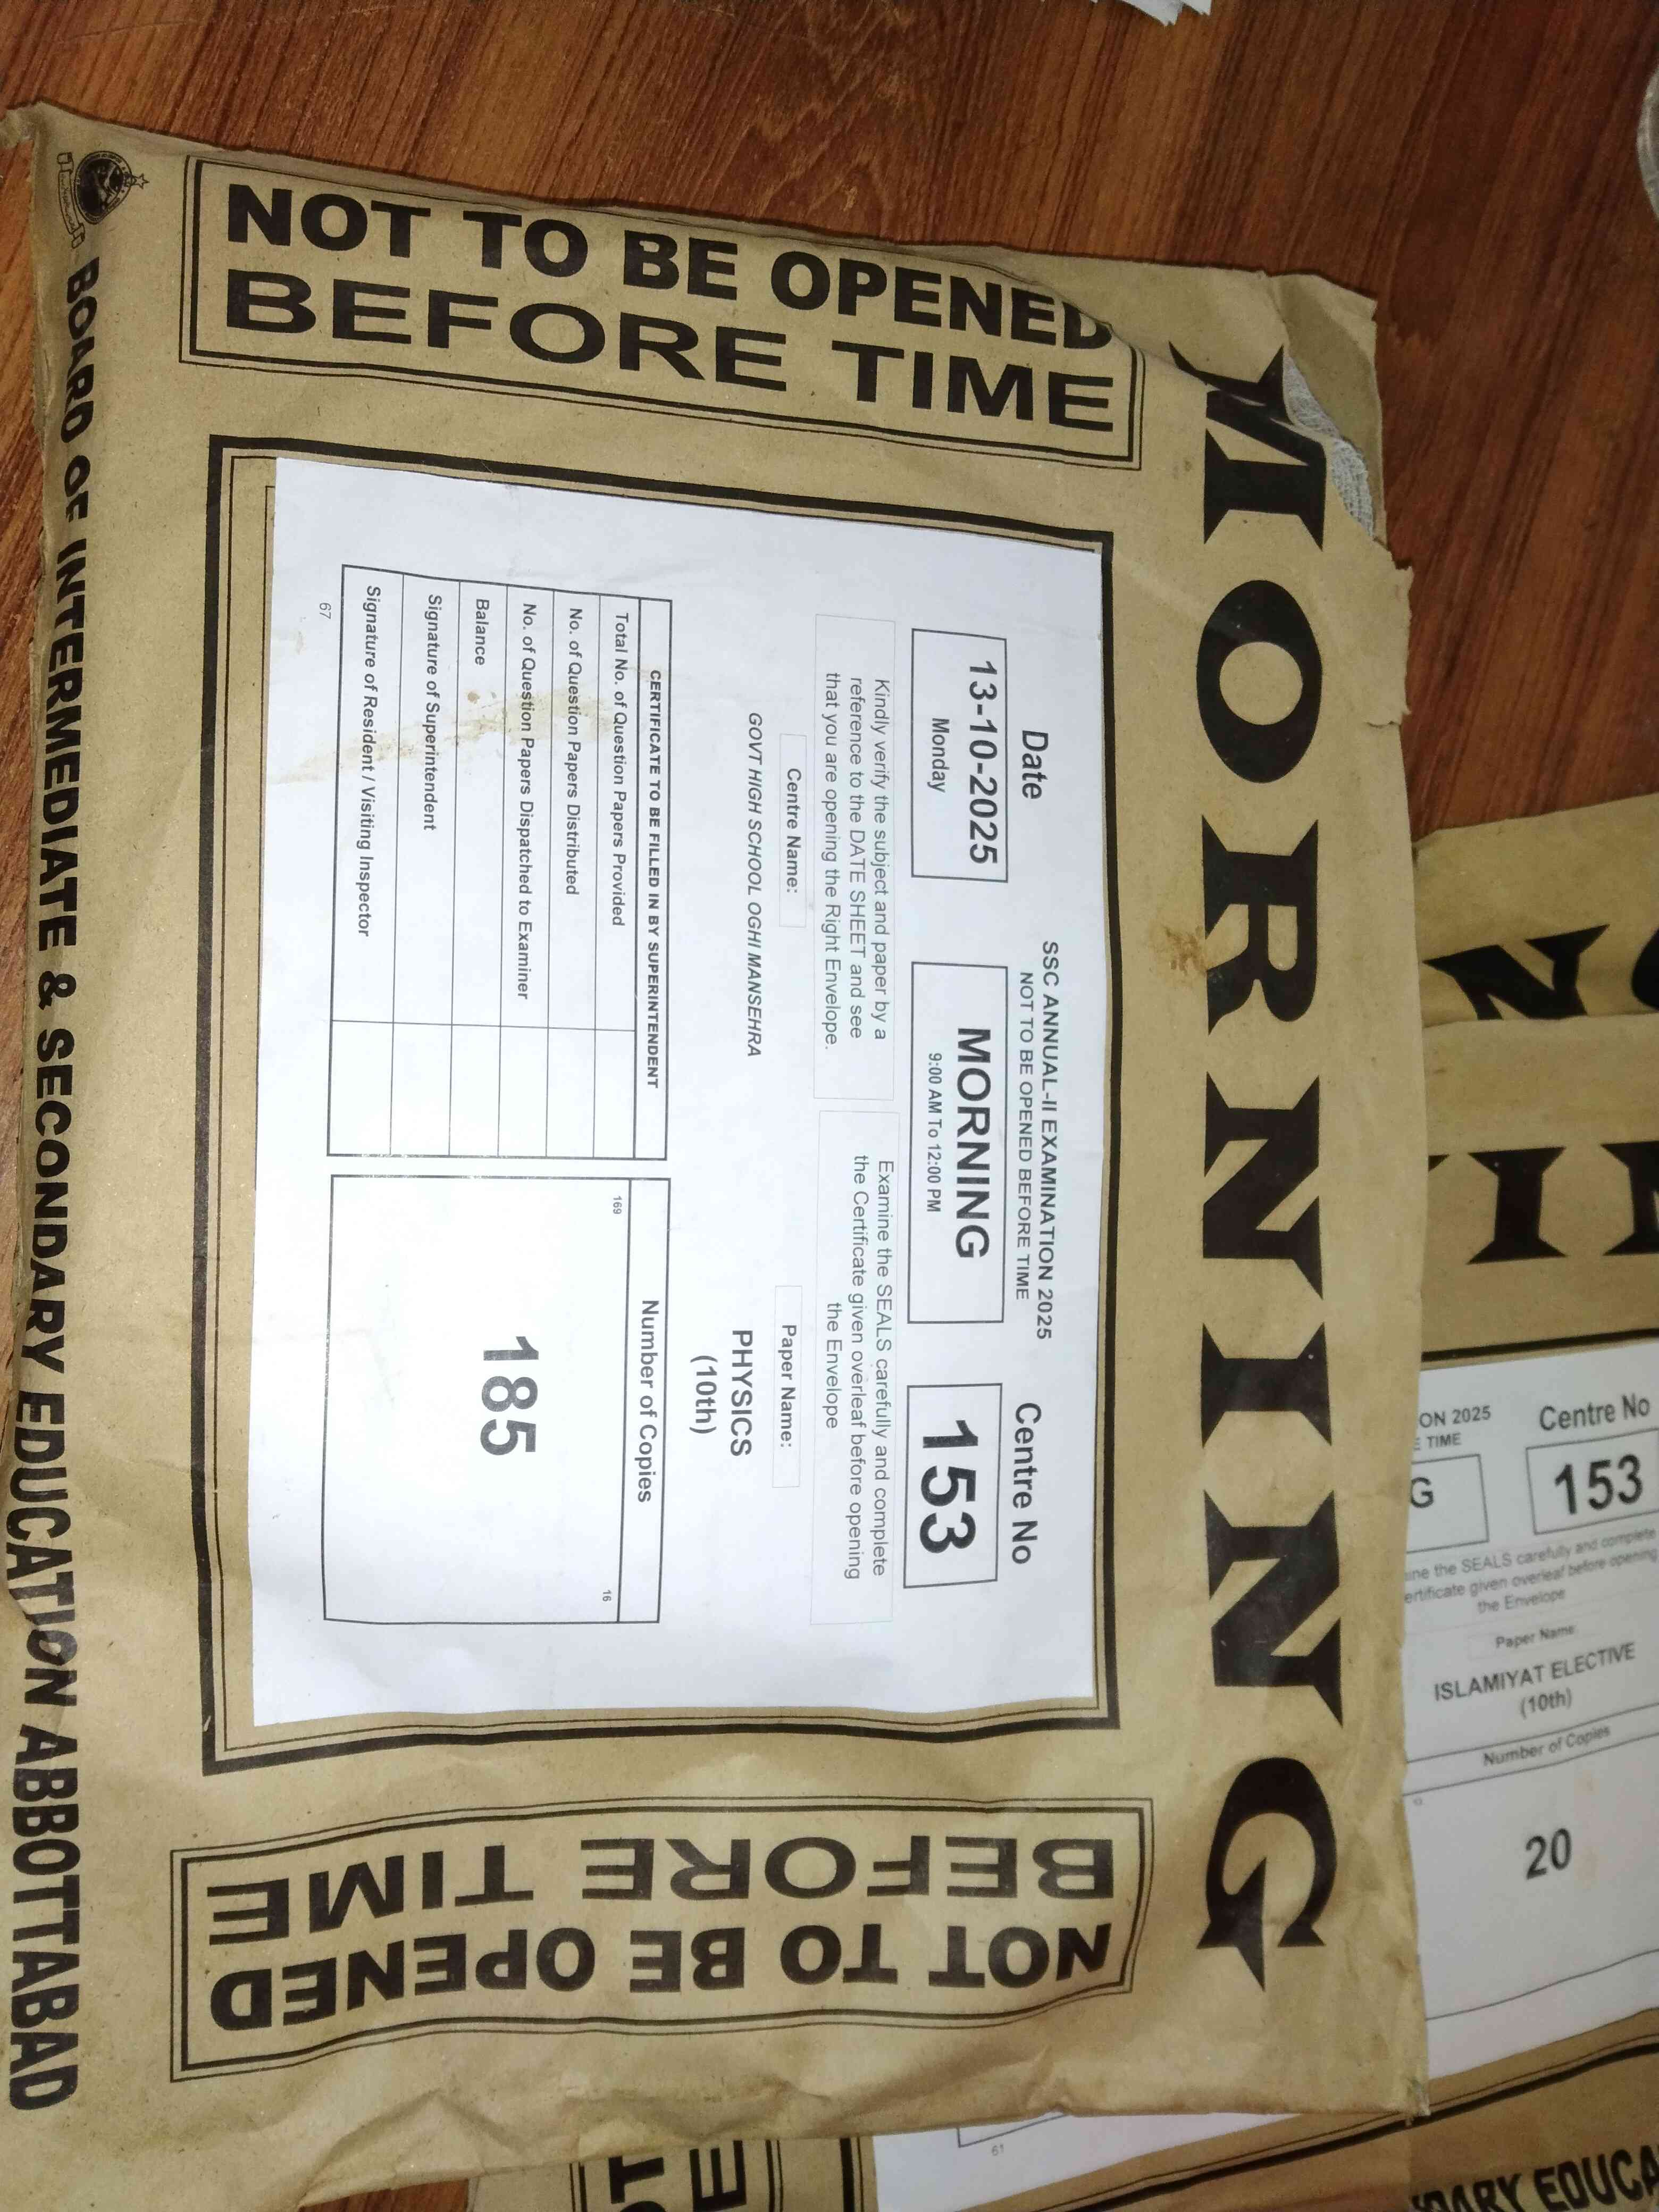 MORNING
NOT TO BE OPENED
BEFORE TIME
SSC ANNUAL-II EXAMINATION 2025
NOT TO BE OPENED BEFORE TIME
Date
13-10-2025
Monday
MORNING
9:00 AM To 12:00 PM
Centre No
153
Kindly verify the subject and paper by a
reference to the DATE SHEET and see
that you are opening the Right Envelope.
Examine the SEALS carefully and complete
the Certificate given overleaf before opening
the Envelope
Centre Name:
GOVT HIGH SCHOOL OGHI MANSEHRA
Paper Name:
PHYSICS
(10th)
CERTIFICATE TO BE FILLED IN BY SUPERINTENDENT
Total No. of Question Papers Provided
No. of Question Papers Distributed
No. of Question Papers Dispatched to Examiner
Balance
Signature of Superintendent
Signature of Resident / Visiting Inspector
67
Number of Copies
169
16
185
NOT TO BE OPENED
BEFORE TIME
BOARD OF INTERMEDIATE & SECONDARY EDUCATION ABBOTTABAD
ON 2025
TIME
G
Centre No
153
the SEALS carefully and complete
given overleaf before opening
the Envelope
Paper Name:
ISLAMIYAT ELECTIVE
(10th)
Number of Copies
20
61